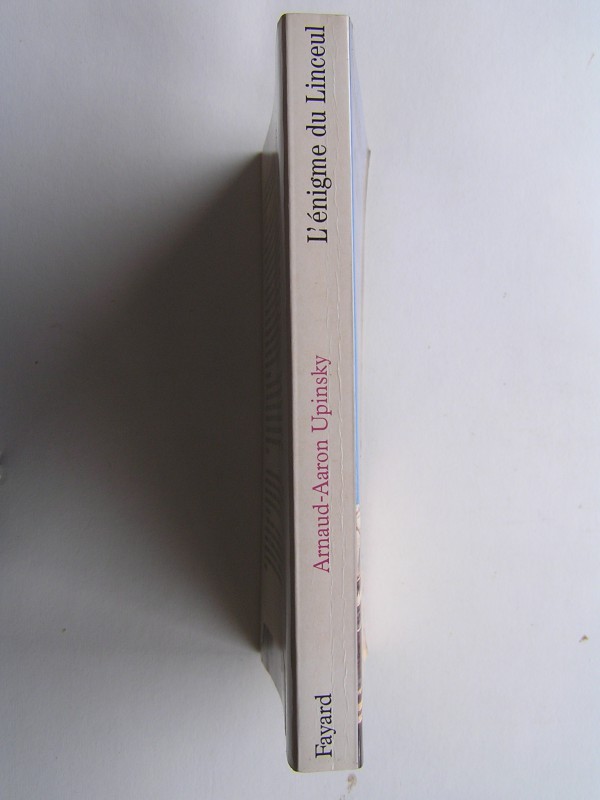 L'énigme du Linceul
Arnaud-Aaron Upinsky
Fayard